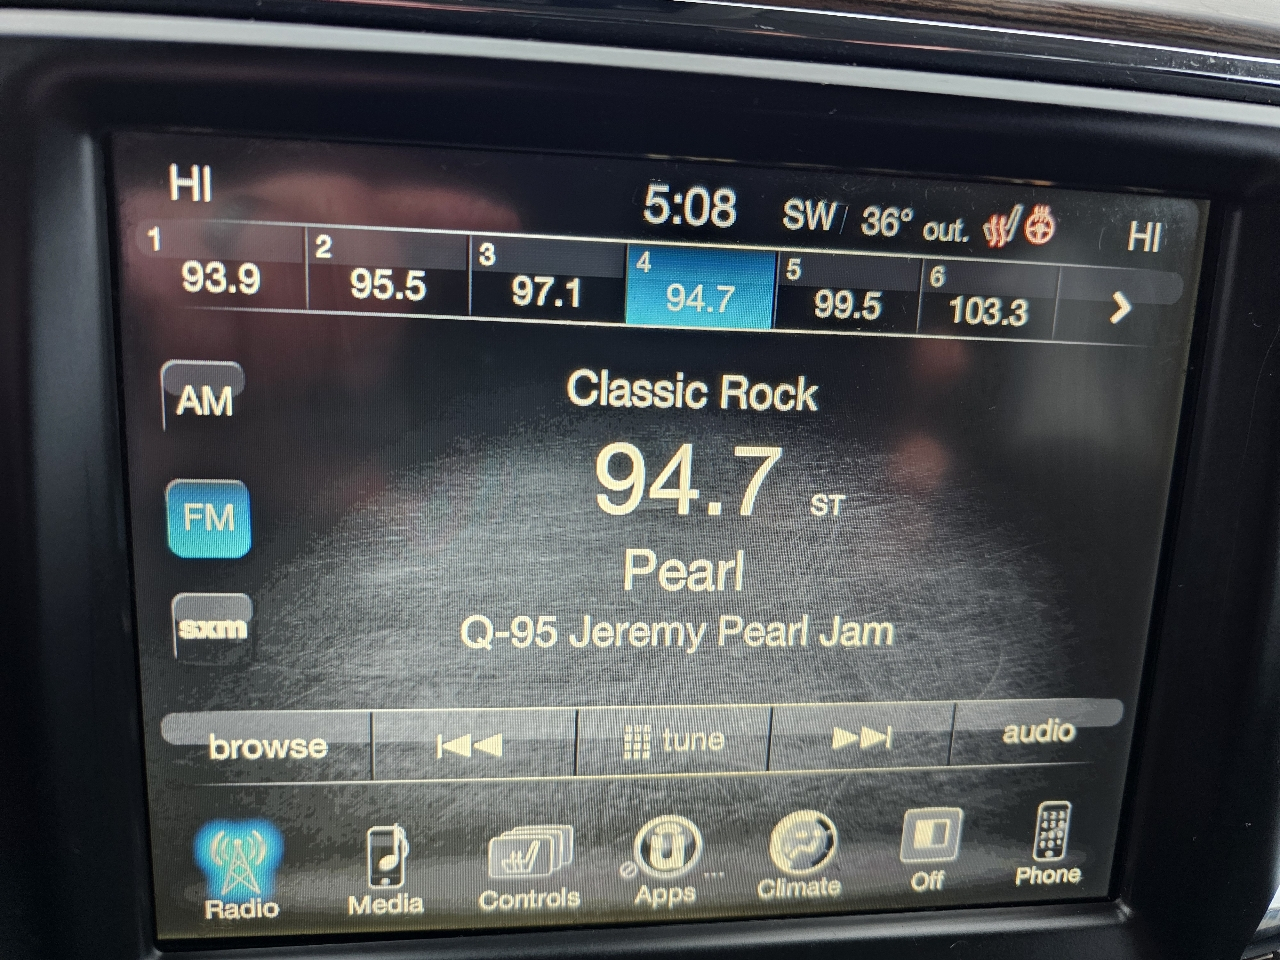 HI 5:08 SW 36° out. HI
1 93.9 2 95.5 3 97.1 4 94.7 5 99.5 6 103.3
AM
Classic Rock
94.7 ST
FM
Pearl
sxm
Q-95 Jeremy Pearl Jam
browse tune audio
Radio Media Controls Apps ... Climate Off Phone